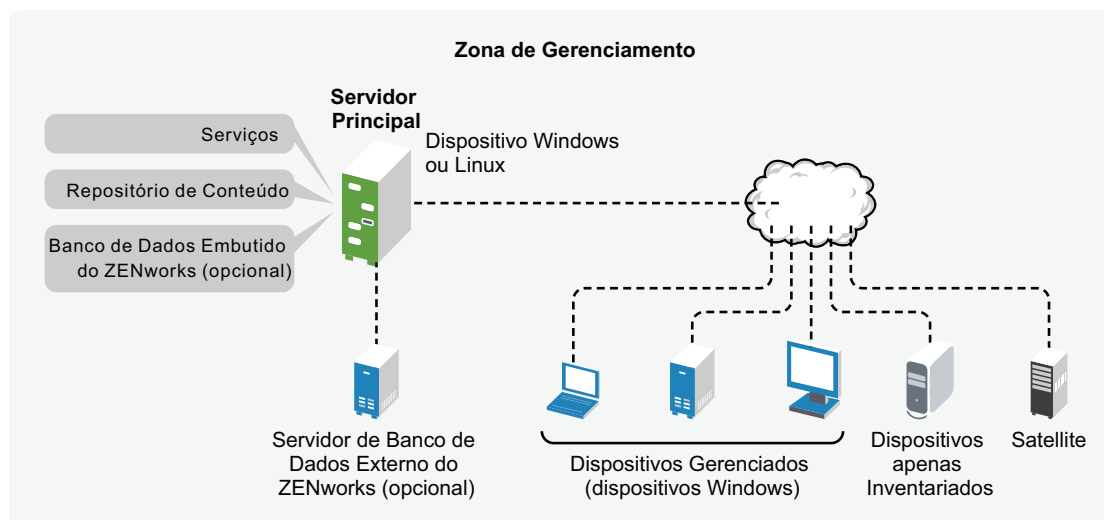 Zona de Gerenciamento
Servidor
Principal
Dispositivo Windows
ou Linux
Serviços
Repositório de Conteúdo
Banco de Dados Embutido
do ZENworks (opcional)
Servidor de Banco de
Dados Externo do
ZENworks (opcional)
Dispositivos Gerenciados
(dispositivos Windows)
Dispositivos
apenas
Inventariados
Satellite